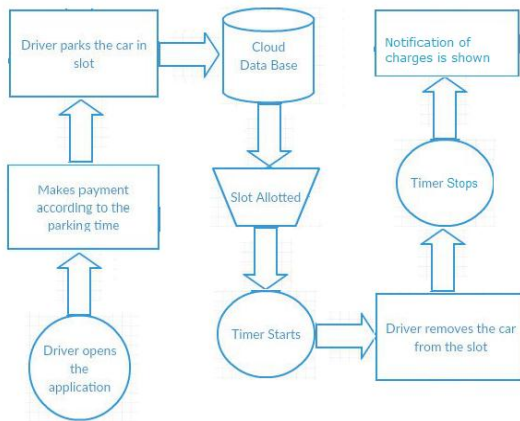 Driver parks the car in
slot
Cloud
Data Base
Notification of
charges is shown
Makes payment
according to the
parking time
Slot Allotted
Timer Stops
Driver opens
the
application
Timer Starts
Driver removes the car
from the slot